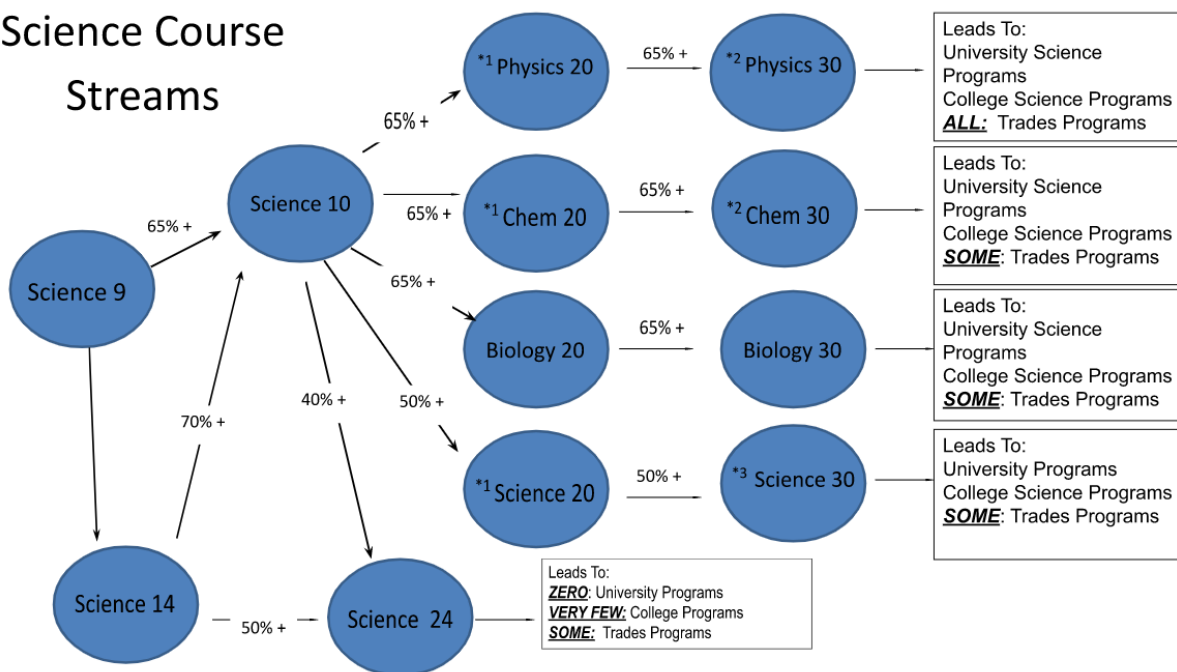 Science Course
Streams
*1 Physics 20
65% +
*2 Physics 30
Leads To:
University Science
Programs
College Science Programs
ALL: Trades Programs
65% +
Science 10
65% +
*1 Chem 20
65% +
*2 Chem 30
Leads To:
University Science
Programs
College Science Programs
SOME: Trades Programs
65% +
Science 9
65% +
Biology 20
65% +
Biology 30
Leads To:
University Science
Programs
College Science Programs
SOME: Trades Programs
70% +
40% +
50% +
*1 Science 20
50% +
*3 Science 30
Leads To:
University Programs
College Science Programs
SOME: Trades Programs
Science 14
50% +
Science 24
Leads To:
ZERO: University Programs
VERY FEW: College Programs
SOME: Trades Programs